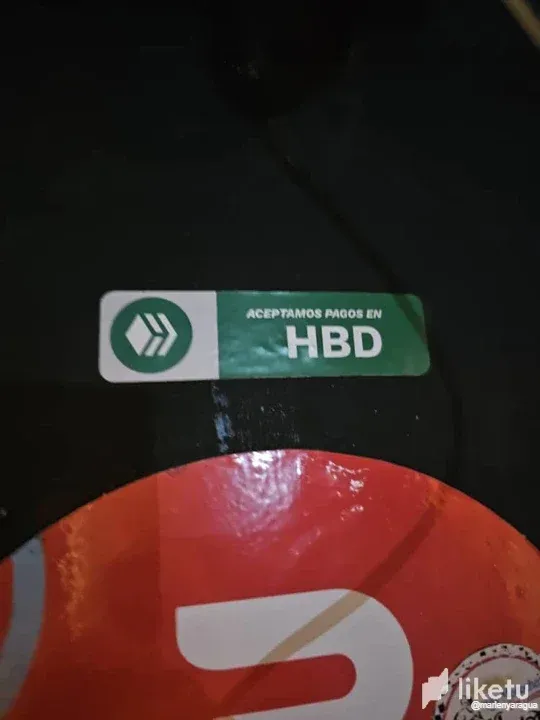 ACEPTAMOS PAGOS EN
HBD
liketu
@marlenyaragua